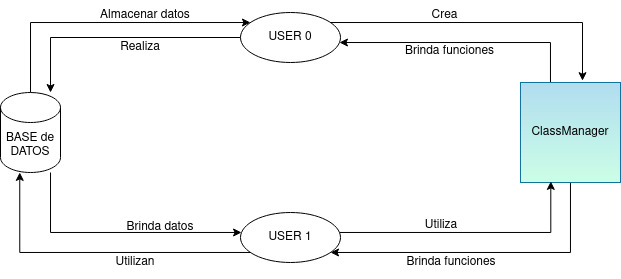 Almacenar datos
Crea
USER 0
Realiza
Brinda funciones
BASE de
DATOS
ClassManager
Brinda datos
Utiliza
USER 1
Utilizan
Brinda funciones